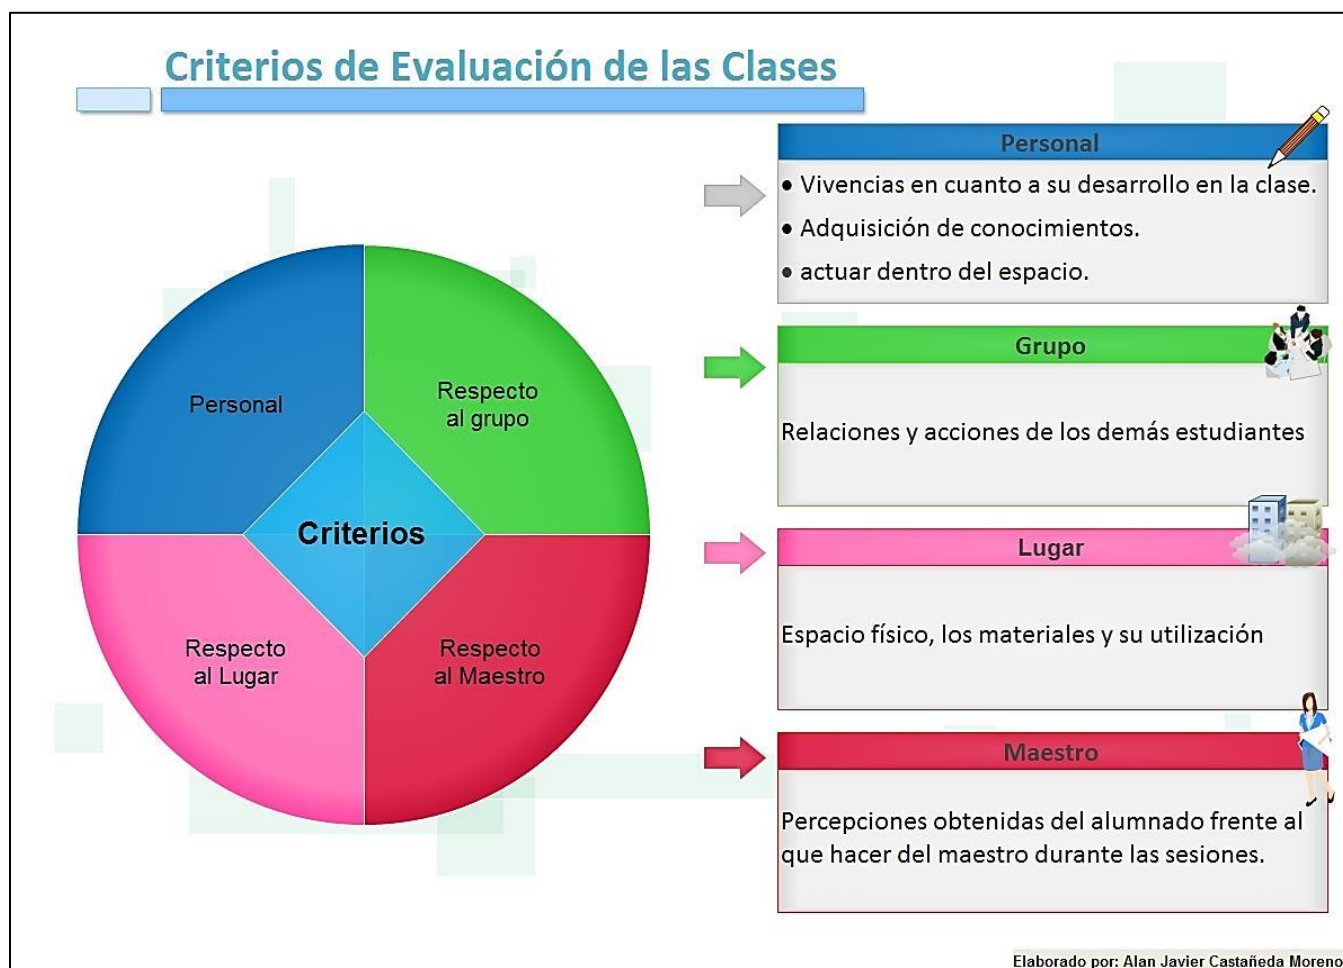 Criterios de Evaluación de las Clases
Personal
Respecto
al grupo
Criterios
Respecto
al Lugar
Respecto
al Maestro
Personal
• Vivencias en cuanto a su desarrollo en la clase.
• Adquisición de conocimientos.
• actuar dentro del espacio.
Grupo
Relaciones y acciones de los demás estudiantes
Lugar
Espacio físico, los materiales y su utilización
Maestro
Percepciones obtenidas del alumnado frente al
que hacer del maestro durante las sesiones.
Elaborado por: Alan Javier Castañeda Moreno